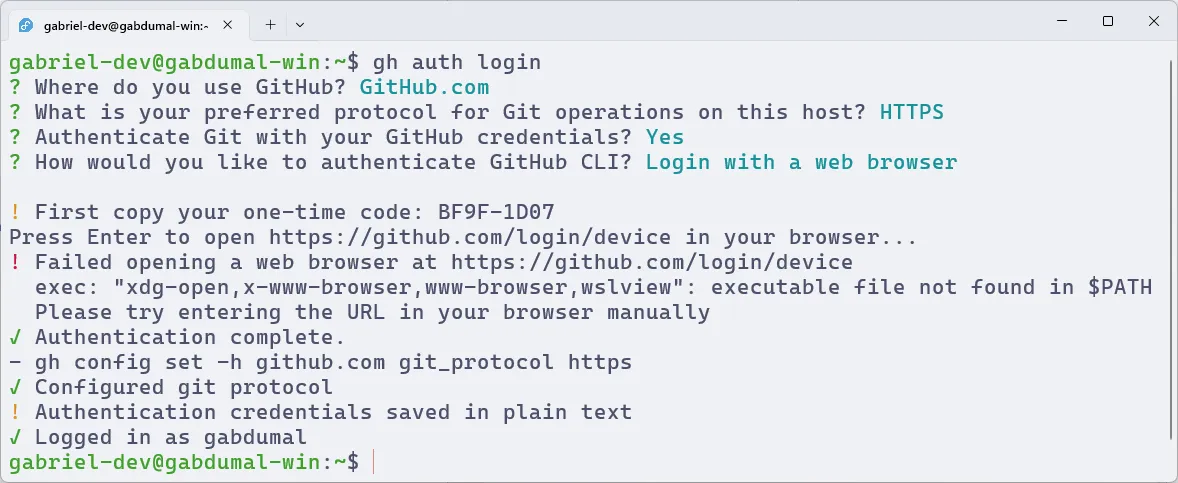 gabriel-dev@gabdumal-win:~
gabriel-dev@gabdumal-win:~$ gh auth login
? Where do you use GitHub? GitHub.com
? What is your preferred protocol for Git operations on this host? HTTPS
? Authenticate Git with your GitHub credentials? Yes
? How would you like to authenticate GitHub CLI? Login with a web browser
! First copy your one-time code: BF9F-1D07
Press Enter to open https://github.com/login/device in your browser...
! Failed opening a web browser at https://github.com/login/device
exec: "xdg-open,x-www-browser,www-browser,wslview": executable file not found in $PATH
Please try entering the URL in your browser manually
✓ Authentication complete.
- gh config set -h github.com git_protocol https
✓ Configured git protocol
! Authentication credentials saved in plain text
✓ Logged in as gabdumal
gabriel-dev@gabdumal-win:~$